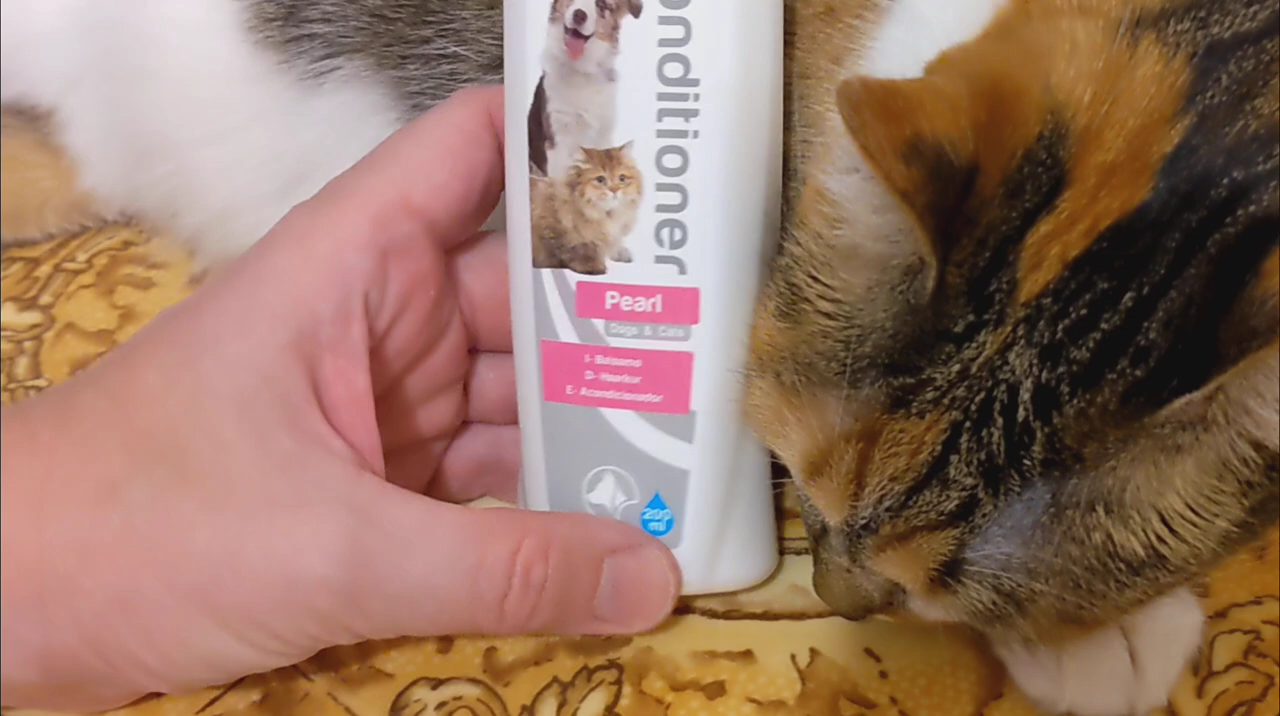 onditioner
Pearl
Dogs & Cats
I- Balsamo
D- Haarkur
E- Acondicionador
200
ml